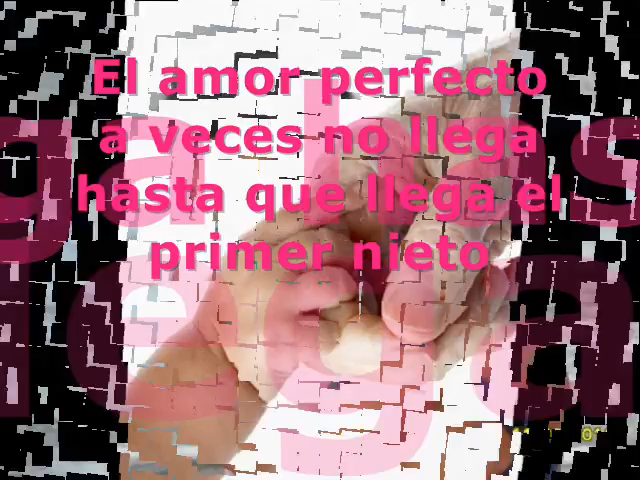 El amor perfecto
a veces no llega
hasta que llega el
primer nieto